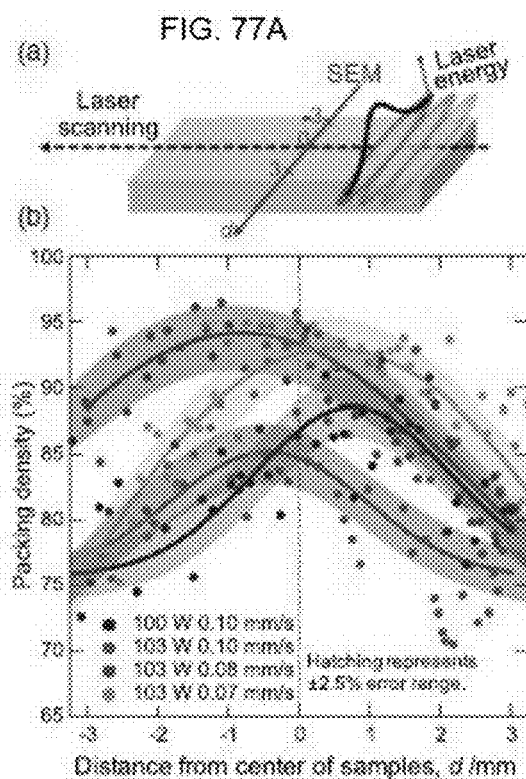 FIG. 77A
(a)
Laser
energy
SEM
Laser
scanning
+3
d
(b)
100
95
90
85
80
75
70
65
Packing density (%)
100 W 0.10 mm/s
103 W 0.10 mm/s
103 W 0.08 mm/s
103 W 0.07 mm/s
Hatching represents
±2.5% error range.
-3 -2 -1 0 1 2 3
Distance from center of samples, d /mm